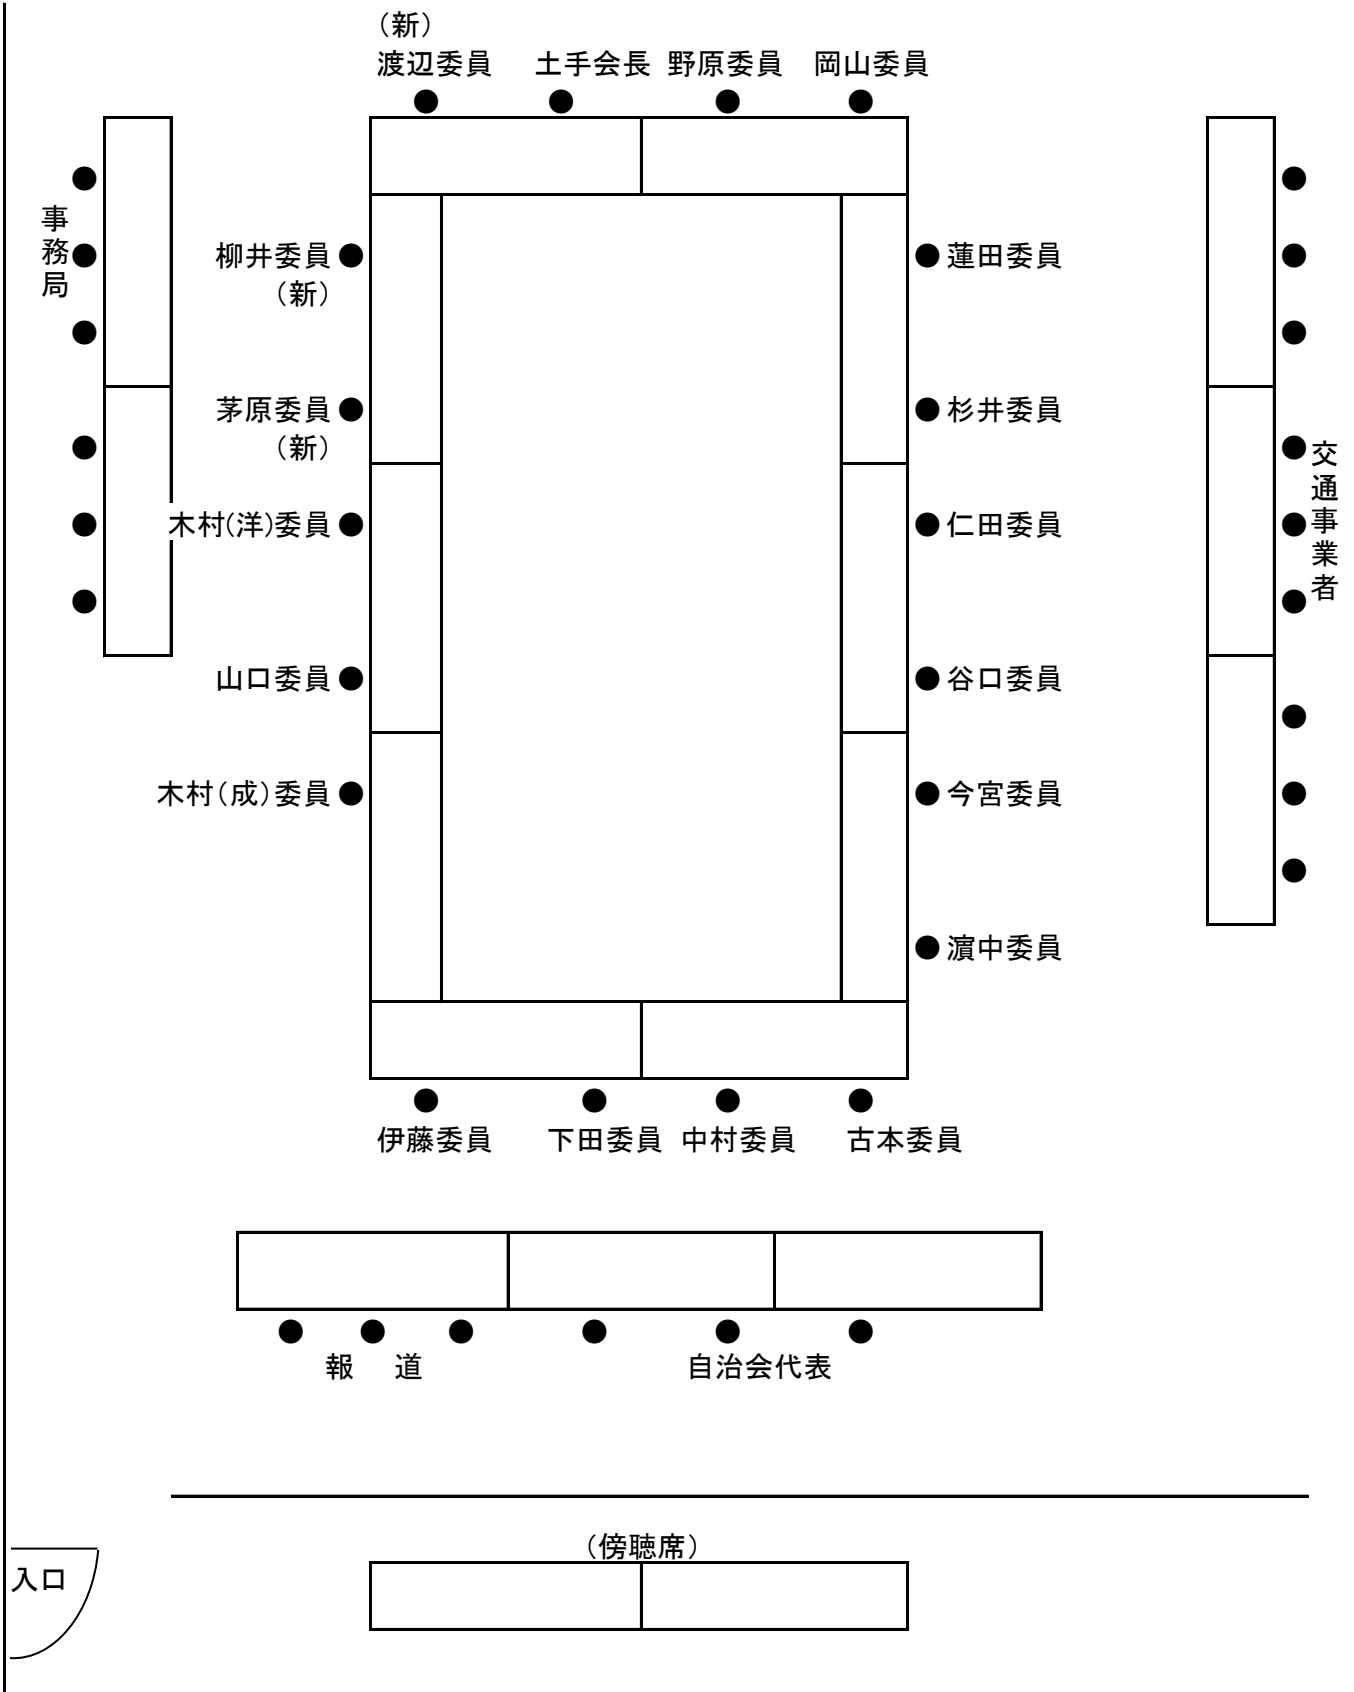 （新）
渡辺委員 土手会長 野原委員 岡山委員
事務局
柳井委員
（新）
蓮田委員
茅原委員
（新）
杉井委員
交通事業者
木村(洋)委員
仁田委員
山口委員
谷口委員
木村（成）委員
今宮委員
濵中委員
伊藤委員 下田委員 中村委員 古本委員
報 道 自治会代表
（傍聴席）
入口